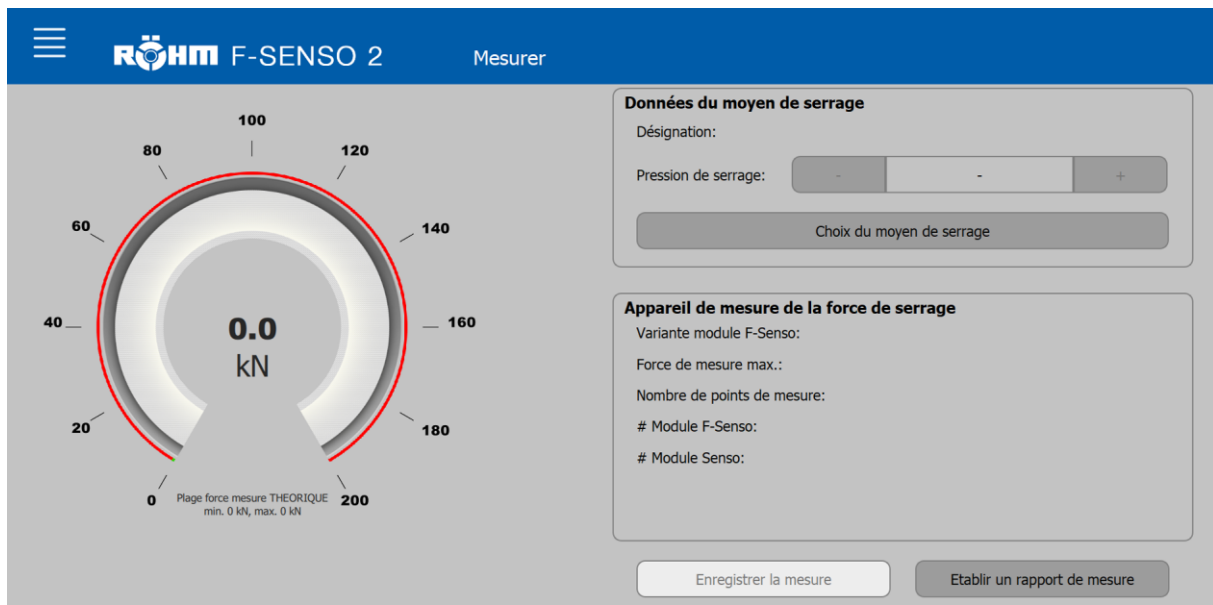 RÖHM F-SENSO 2
Mesurer
100
80
120
60
140
40
160
0.0
kN
20
180
0
200
Plage force mesure THEORIQUE
min. 0 kN, max. 0 kN
Données du moyen de serrage
Désignation:
Pression de serrage:
-
-
+
Choix du moyen de serrage
Appareil de mesure de la force de serrage
Variante module F-Senso:
Force de mesure max.:
Nombre de points de mesure:
# Module F-Senso:
# Module Senso:
Enregistrer la mesure
Etablir un rapport de mesure